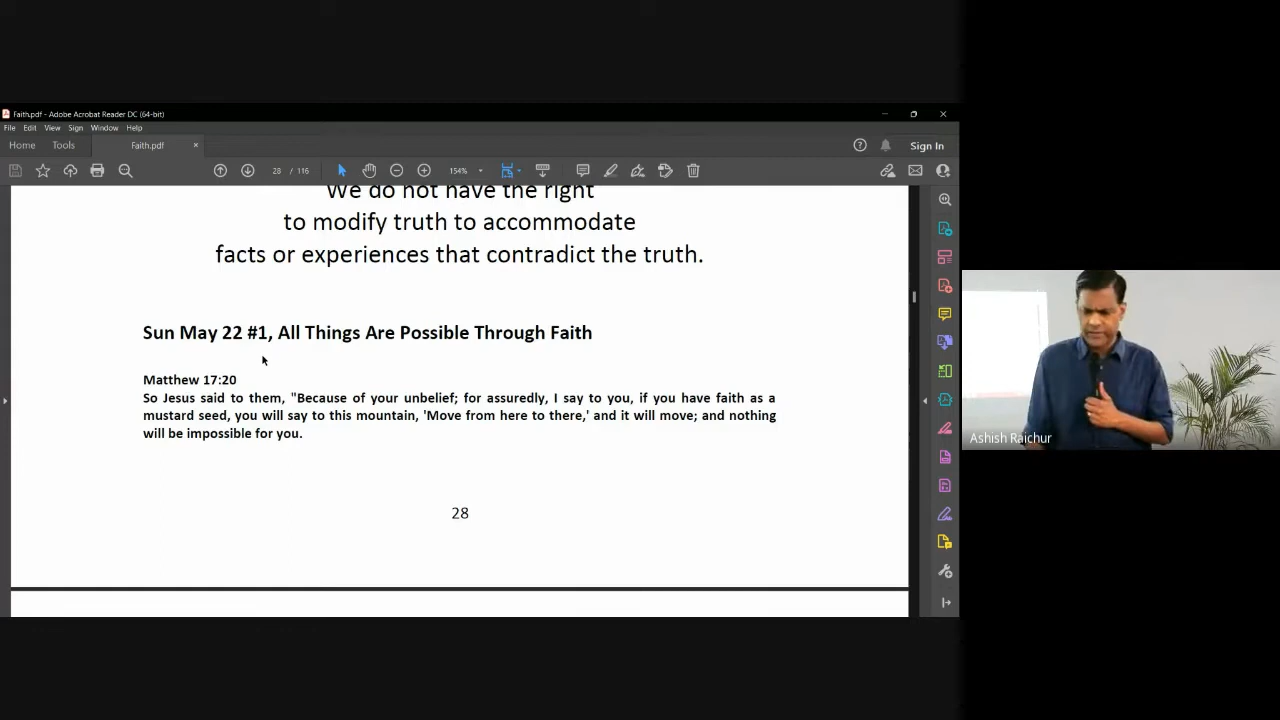 Faith.pdf - Adobe Acrobat Reader DC (64-bit)
File Edit View Sign Window Help
Home Tools Faith.pdf × Sign In
28 / 116 154%
We do not have the right
to modify truth to accommodate
facts or experiences that contradict the truth.
Sun May 22 #1, All Things Are Possible Through Faith
Matthew 17:20
So Jesus said to them, "Because of your unbelief; for assuredly, I say to you, if you have faith as a
mustard seed, you will say to this mountain, 'Move from here to there,' and it will move; and nothing
will be impossible for you.
28
Ashish Raichur